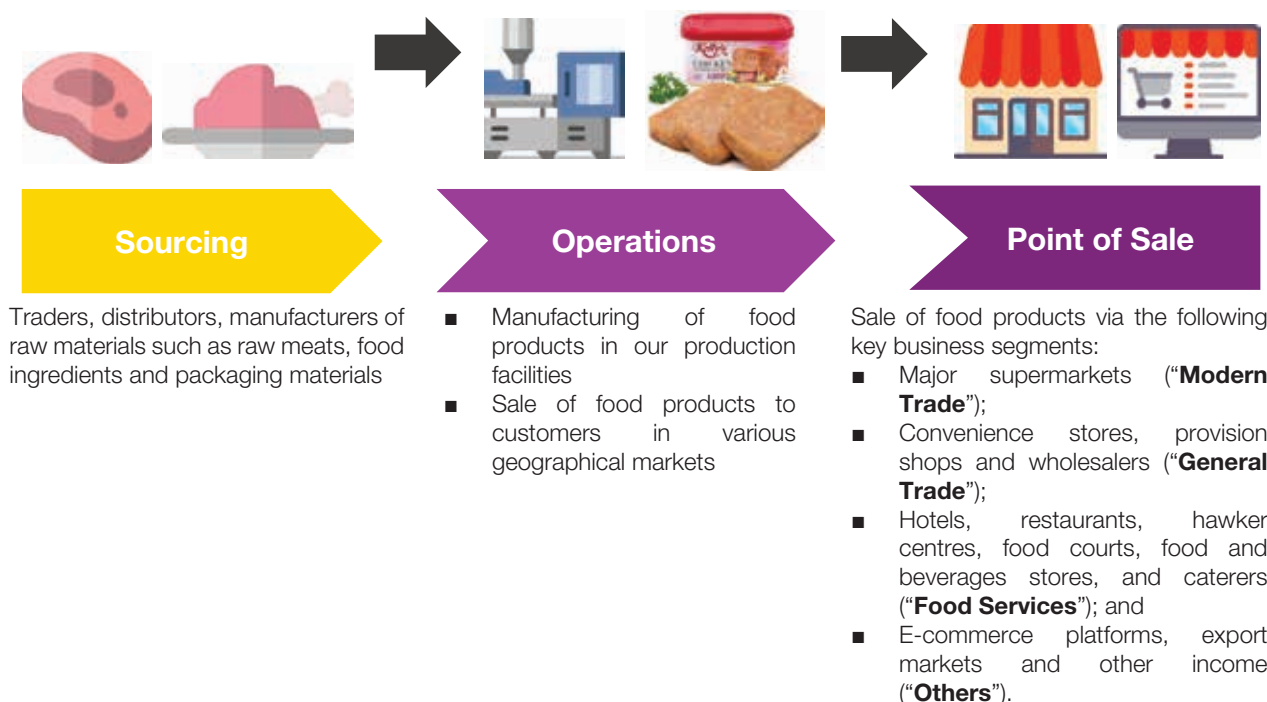 Kelly's
CHICKEN
Sourcing
Operations
Point of Sale
Traders, distributors, manufacturers of
raw materials such as raw meats, food
ingredients and packaging materials
■ Manufacturing of food
products in our production
facilities
■ Sale of food products to
customers in various
geographical markets
Sale of food products via the following
key business segments:
■ Major supermarkets (“Modern
Trade”);
■ Convenience stores, provision
shops and wholesalers (“General
Trade”);
■ Hotels, restaurants, hawker
centres, food courts, food and
beverages stores, and caterers
(“Food Services”); and
■ E-commerce platforms, export
markets and other income
(“Others”).